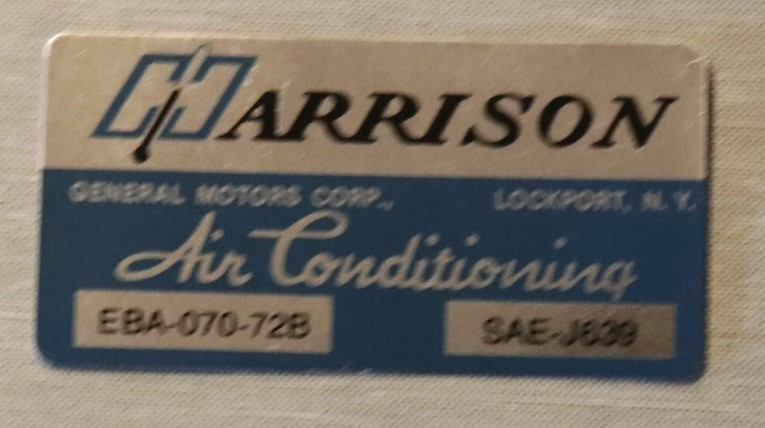 HARRISON
GENERAL MOTORS CORP., LOCKPORT, N. Y.
Air Conditioning
EBA-070-72B SAE-J639